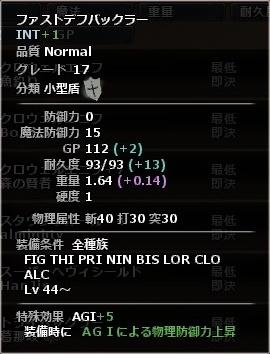 ファストデフバックラー
INT+1
品質 Normal
グレード 17
分類 小型盾
防御力 0
魔法防御力 15
GP 112 (+2)
耐久度 93/93 (+13)
重量 1.64 (+0.14)
硬度 1
物理属性 斬40 打30 突30
装備条件 全種族
FIG THI PRI NIN BIS LOR CLO
ALC
Lv 44～
特殊効果 AGI+5
装備時に AGIによる物理防御力上昇